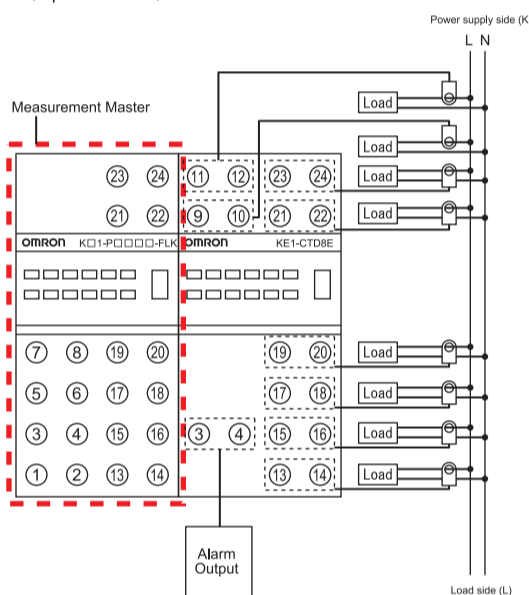 Power supply side (K
L N
Load
Measurement Master
Load
23 24 11 12 23 24 Load
21 22 9 10 21 22 Load
OMRON K□1-P□□□□-FLK OMRON KE1-CTD8E
7 8 19 20 19 20 Load
5 6 17 18 17 18 Load
3 4 15 16 3 4 15 16 Load
1 2 13 14 13 14 Load
Alarm
Output
Load side (L)